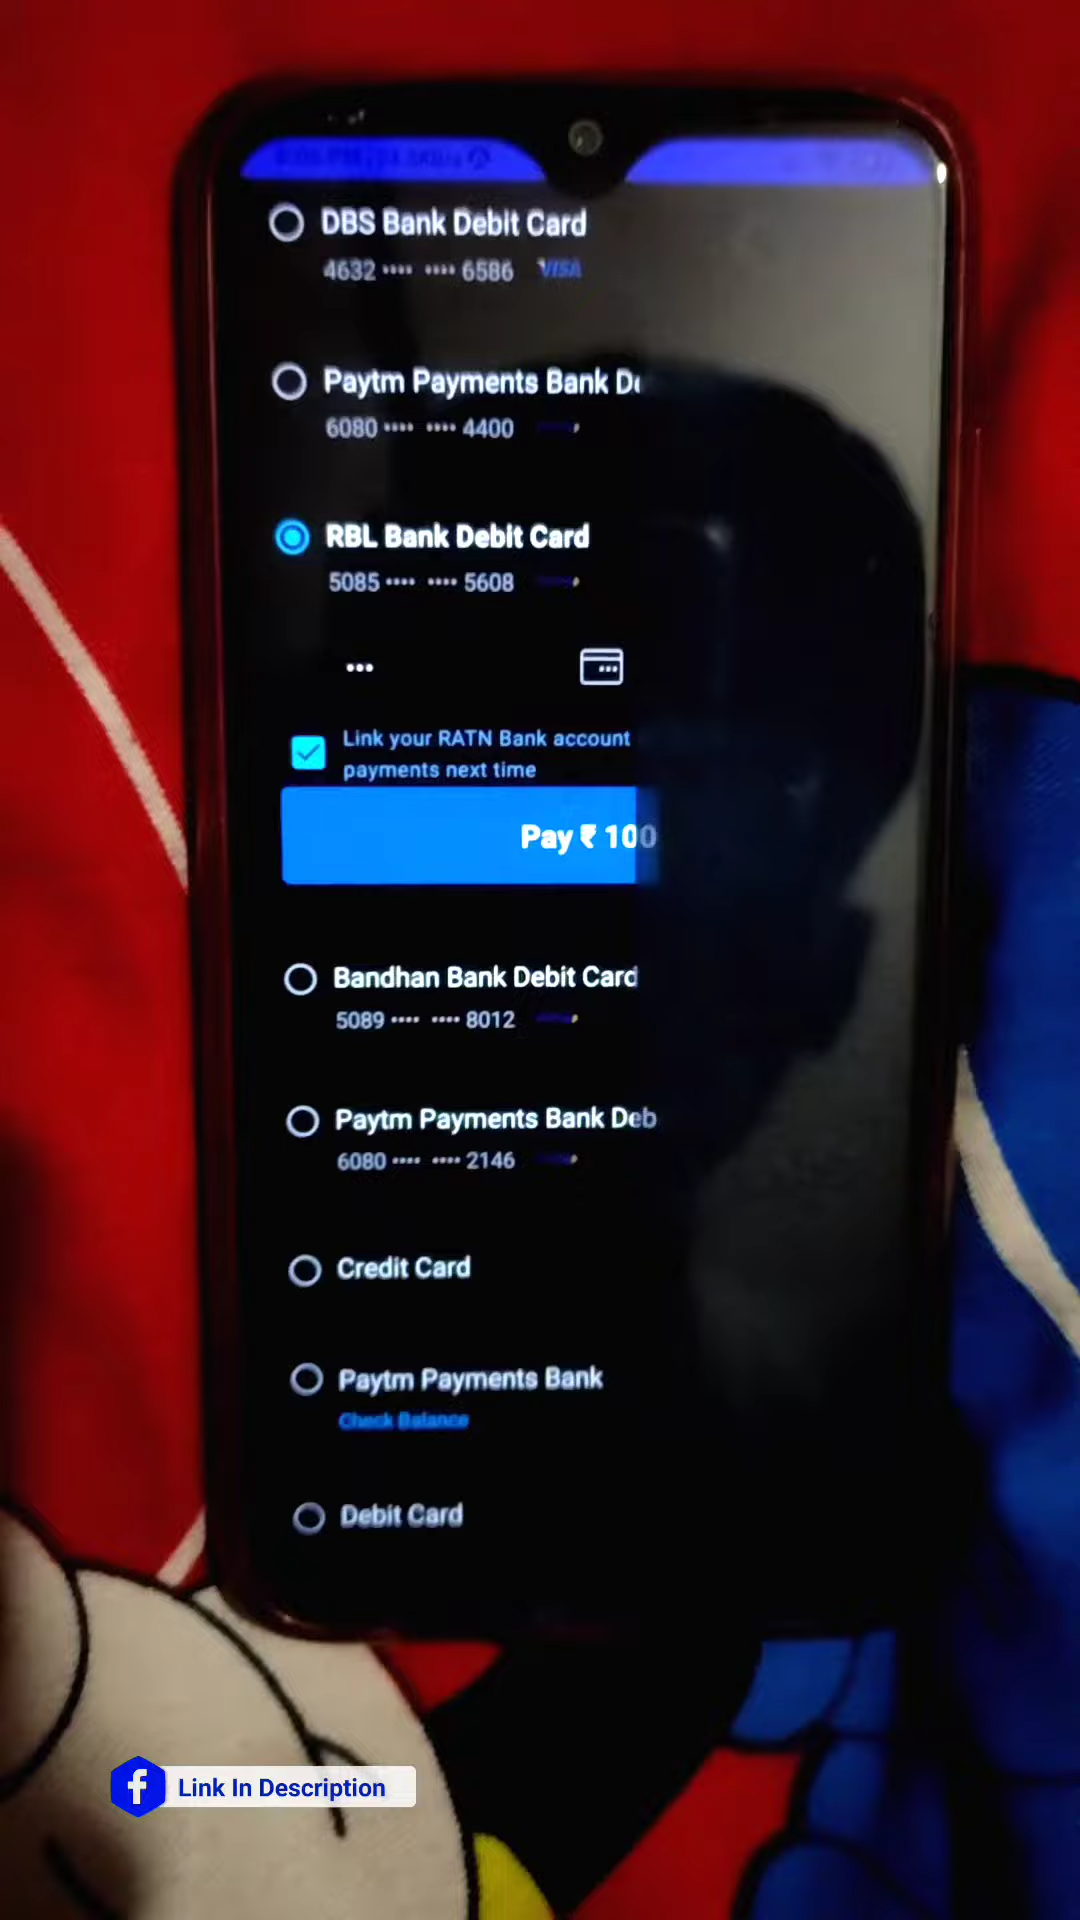 DBS Bank Debit Card
4632 •••• •••• 6586 VISA
Paytm Payments Bank De
6080 •••• •••• 4400
RBL Bank Debit Card
5085 •••• •••• 5608
•••
Link your RATN Bank account
payments next time
Pay ₹ 100
Bandhan Bank Debit Card
5089 •••• •••• 8012
Paytm Payments Bank Deb
6080 •••• •••• 2146
Credit Card
Paytm Payments Bank
Check Balance
Debit Card
Link In Description